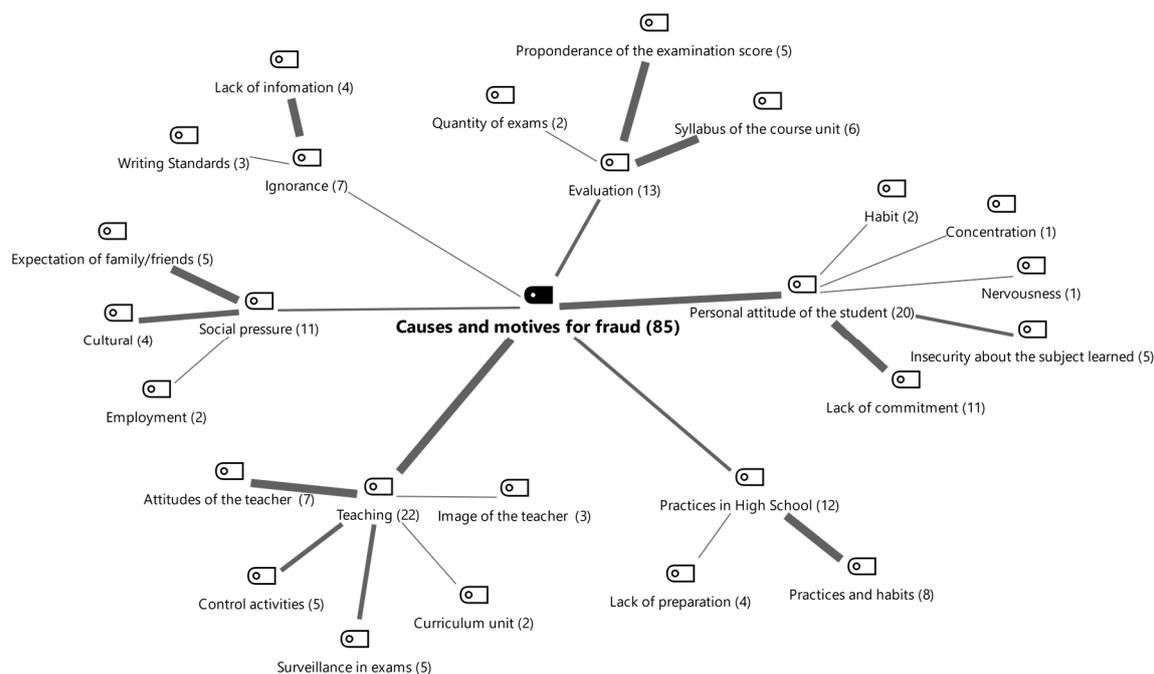 Proponderance of the examination score (5)
Lack of infomation (4)
Quantity of exams (2)
Syllabus of the course unit (6)
Writing Standards (3)
Ignorance (7)
Evaluation (13)
Habit (2)
Concentration (1)
Expectation of family/friends (5)
Nervousness (1)
Social pressure (11)
Personal attitude of the student (20)
Causes and motives for fraud (85)
Cultural (4)
Insecurity about the subject learned (5)
Employment (2)
Lack of commitment (11)
Attitudes of the teacher (7)
Teaching (22)
Image of the teacher (3)
Practices in High School (12)
Control activities (5)
Curriculum unit (2)
Lack of preparation (4)
Practices and habits (8)
Surveillance in exams (5)